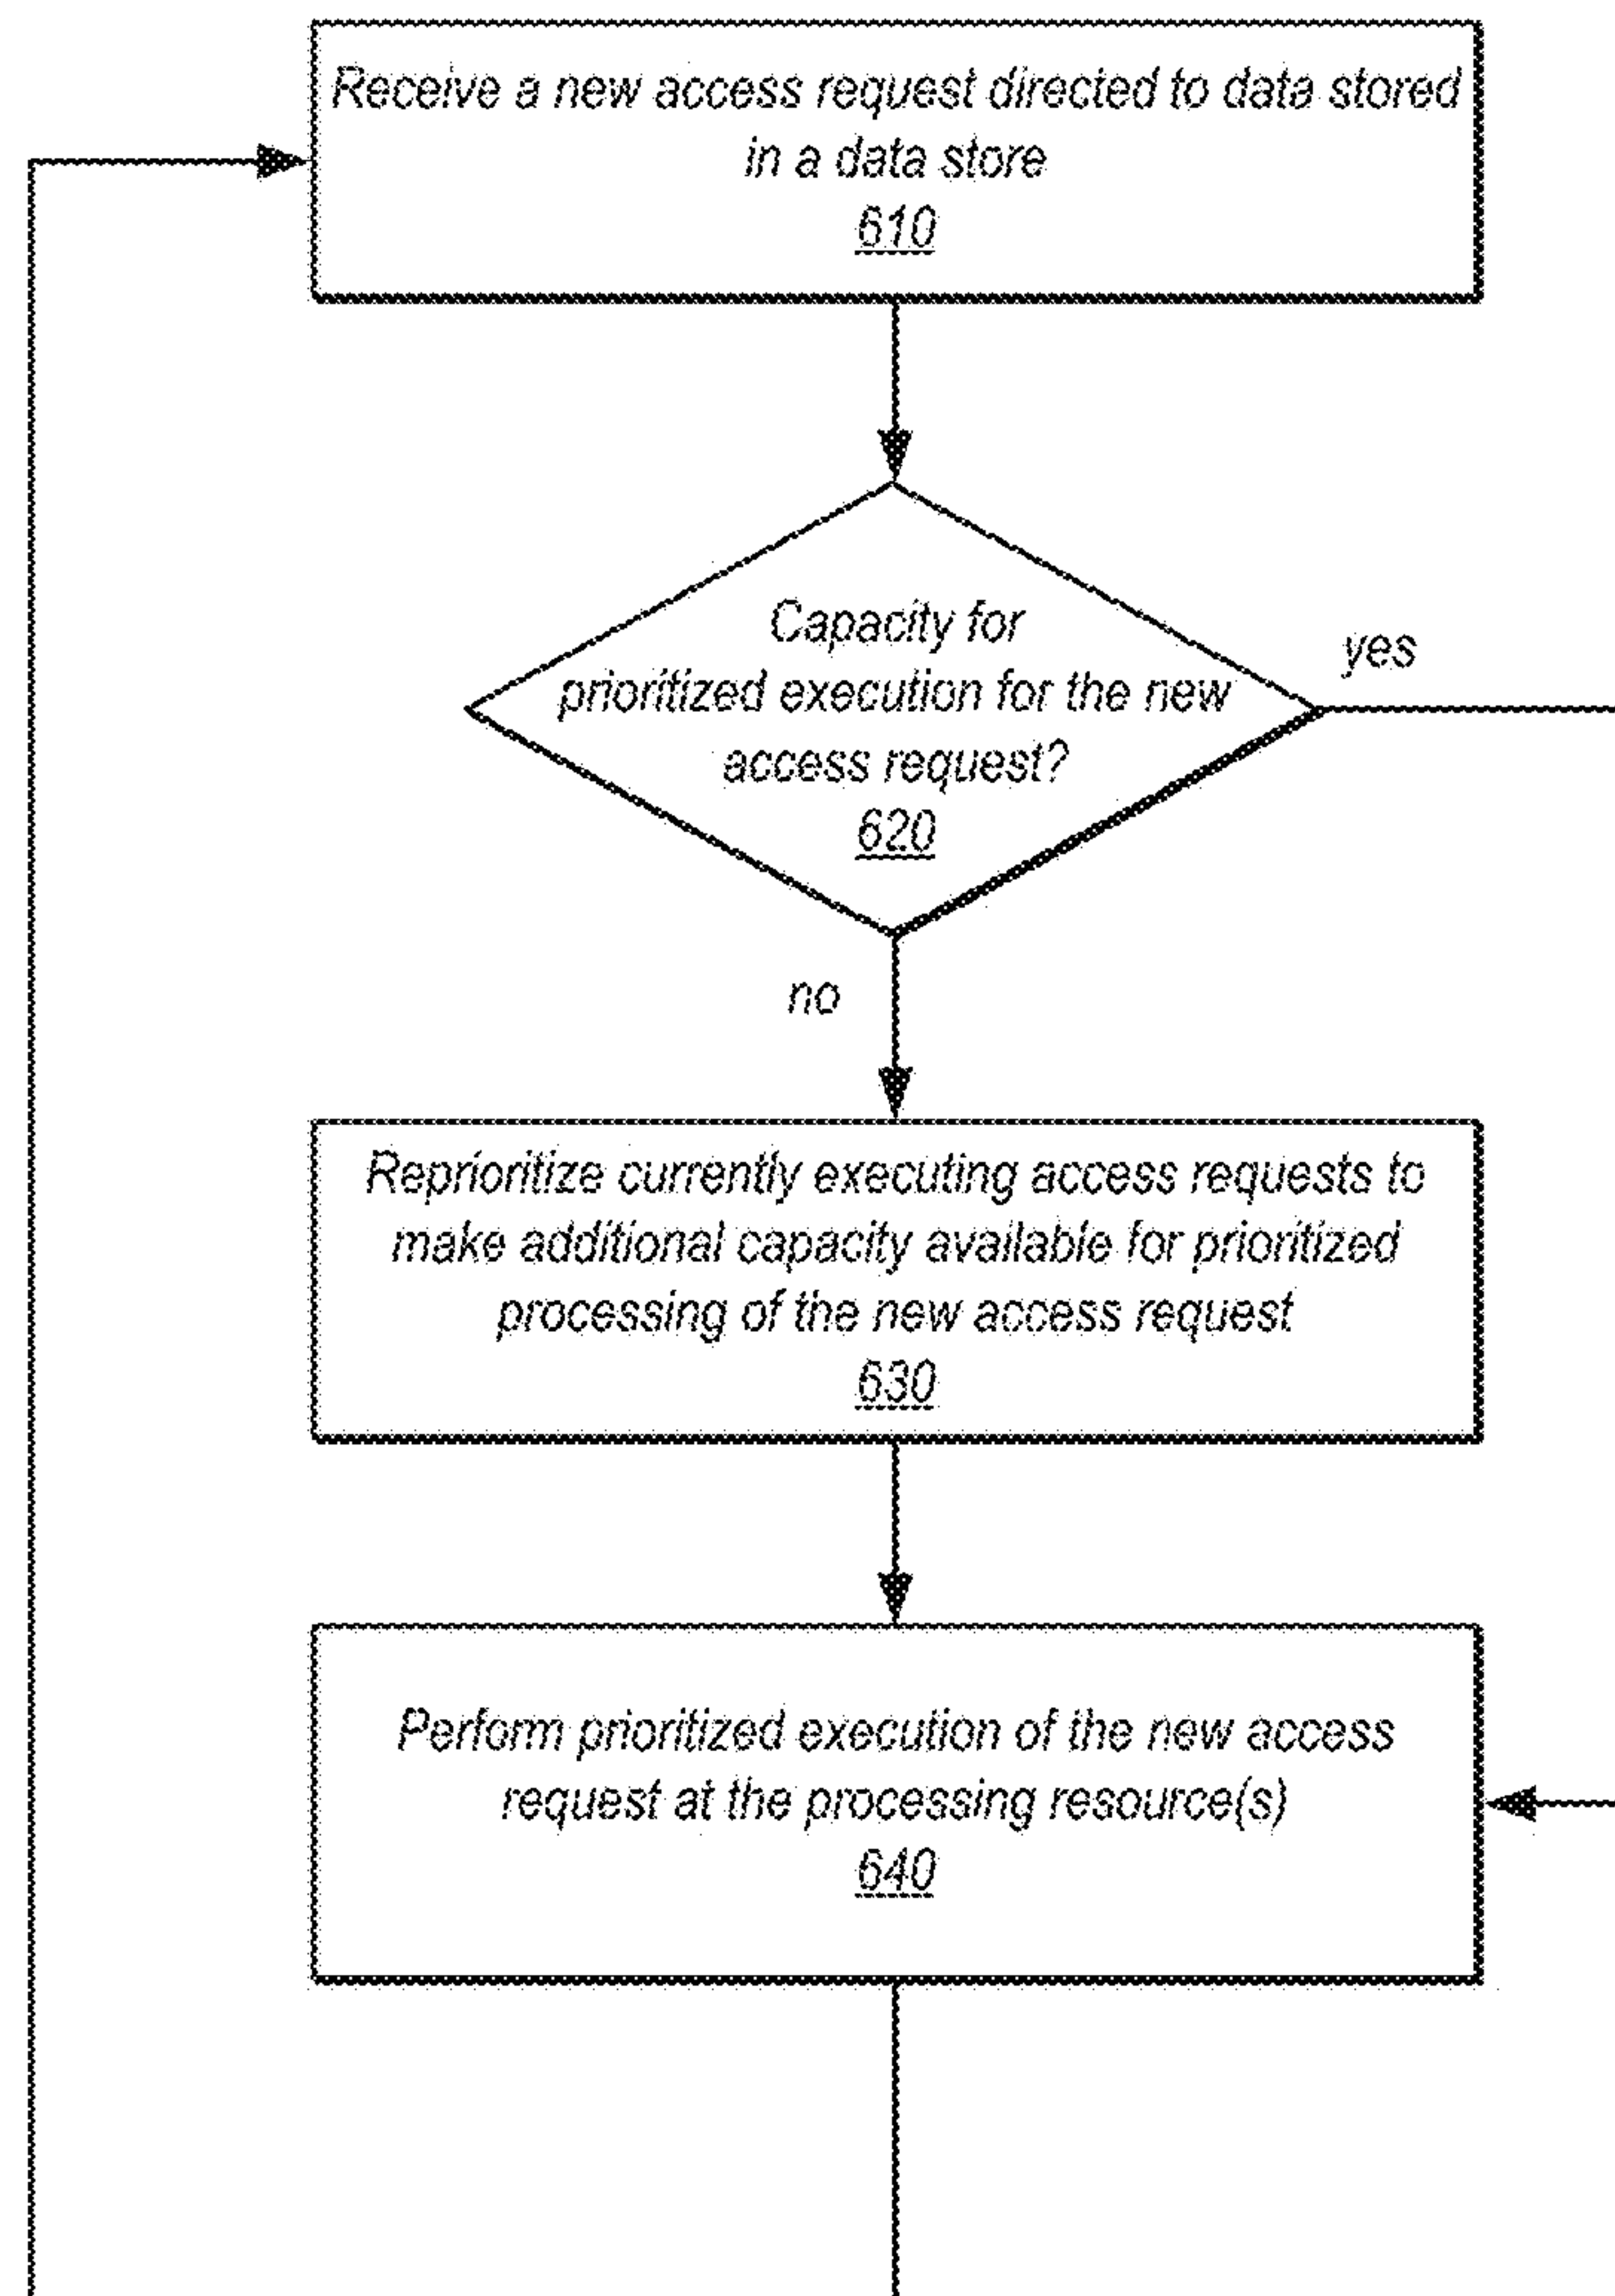 Receive a new access request directed to data stored
in a data store
610
Capacity for
prioritized execution for the new
access request?
620
yes
no
Reprioritize currently executing access requests to
make additional capacity available for prioritized
processing of the new access request
630
Perform prioritized execution of the new access
request at the processing resource(s)
640